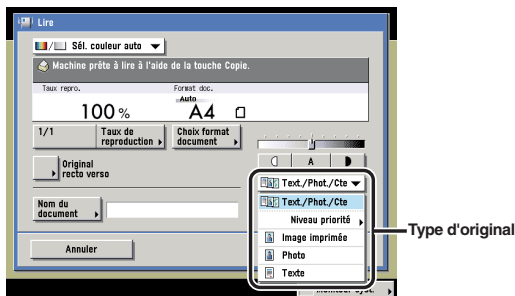 Lire
Sél. couleur auto
Machine prête à lire à l'aide de la touche Copie.
Taux repro. Format doc.
Auto
100 % A4
1/1 Taux de reproduction Choix format document
A
Original
recto verso
Text./Phot./Cte
Text./Phot./Cte
Niveau priorité
Image imprimée
Photo
Texte
Nom du
document
Annuler
Type d'original